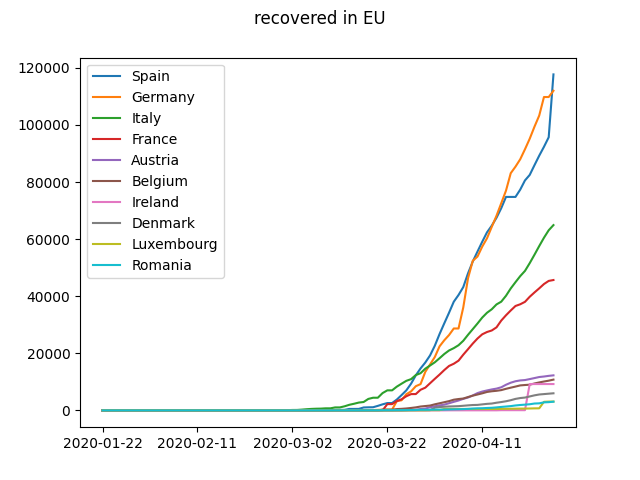 recovered in EU
120000
100000
80000
60000
40000
20000
0
Spain
Germany
Italy
France
Austria
Belgium
Ireland
Denmark
Luxembourg
Romania
2020-01-22 2020-02-11 2020-03-02 2020-03-22 2020-04-11